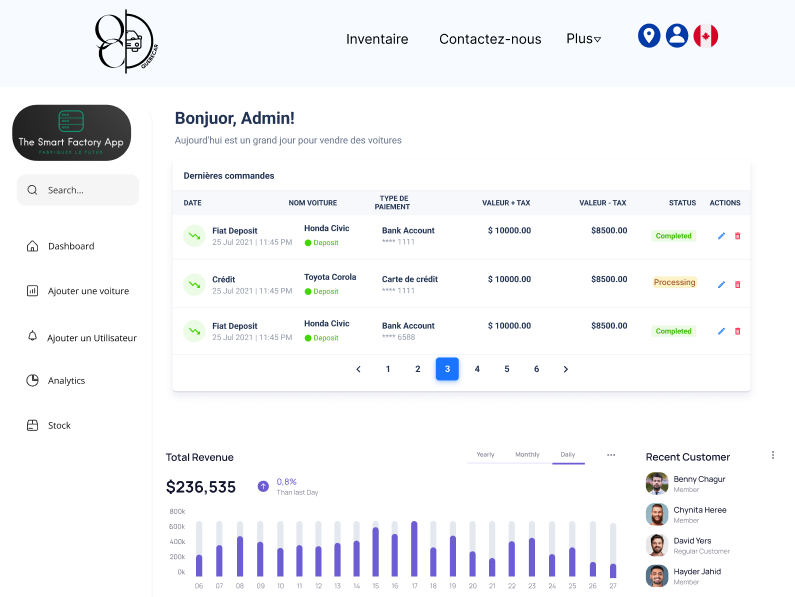 QUEBECAR
Inventaire
Contactez-nous
Plus
The Smart Factory App
FABRIQUER LE FUTUR
Search...
Dashboard
Ajouter une voiture
Ajouter un Utilisateur
Analytics
Stock
Bonjuor, Admin!
Aujourd'hui est un grand jour pour vendre des voitures
Dernières commandes
DATE NOM VOITURE TYPE DE PAIEMENT VALEUR + TAX VALEUR - TAX STATUS ACTIONS
Fiat Deposit Honda Civic Bank Account $ 10000.00 $8500.00 Completed
25 Jul 2021 | 11:45 PM Deposit **** 1111
Crédit Toyota Corola Carte de crédit $ 10000.00 $8500.00 Processing
25 Jul 2021 | 11:45 PM Deposit **** 1111
Fiat Deposit Honda Civic Bank Account $ 10000.00 $8500.00 Completed
25 Jul 2021 | 11:45 PM Deposit **** 6588
1 2 3 4 5 6
Total Revenue
Yearly Monthly Daily
$236,535
0,8%
Than last Day
800k
600k
400k
200k
0k
06 07 08 09 10 11 12 13 14 15 16 17 18 19 20 21 22 23 24 25 26 27
Recent Customer
Benny Chagur
Member
Chynita Heree
Member
David Yers
Regular Customer
Hayder Jahid
Member